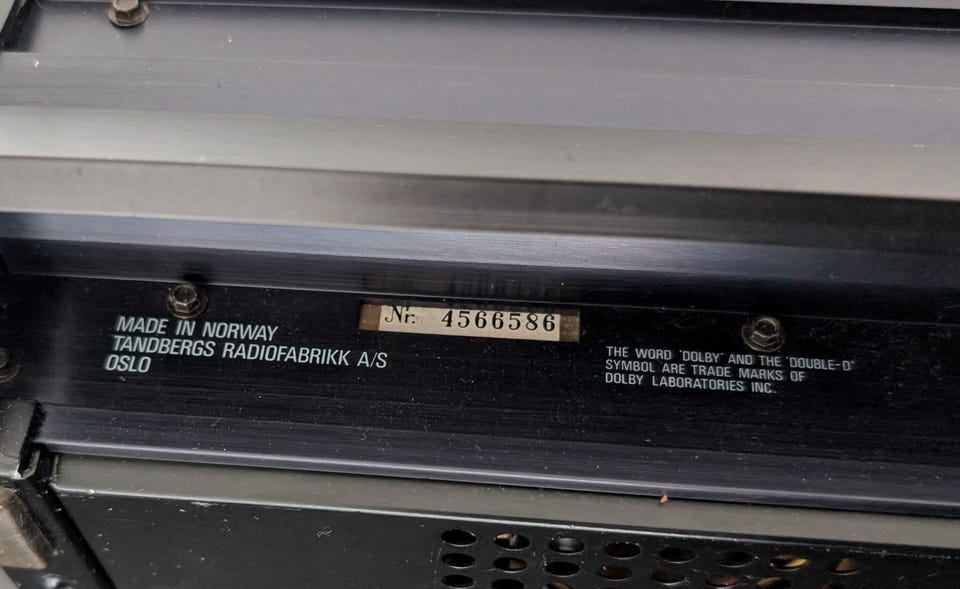 MADE IN NORWAY
TANDBERGS RADIOFABRIKK A/S
OSLO
Nr. 4566586
THE WORD 'DOLBY' AND THE 'DOUBLE-D'
SYMBOL ARE TRADE MARKS OF
DOLBY LABORATORIES INC.